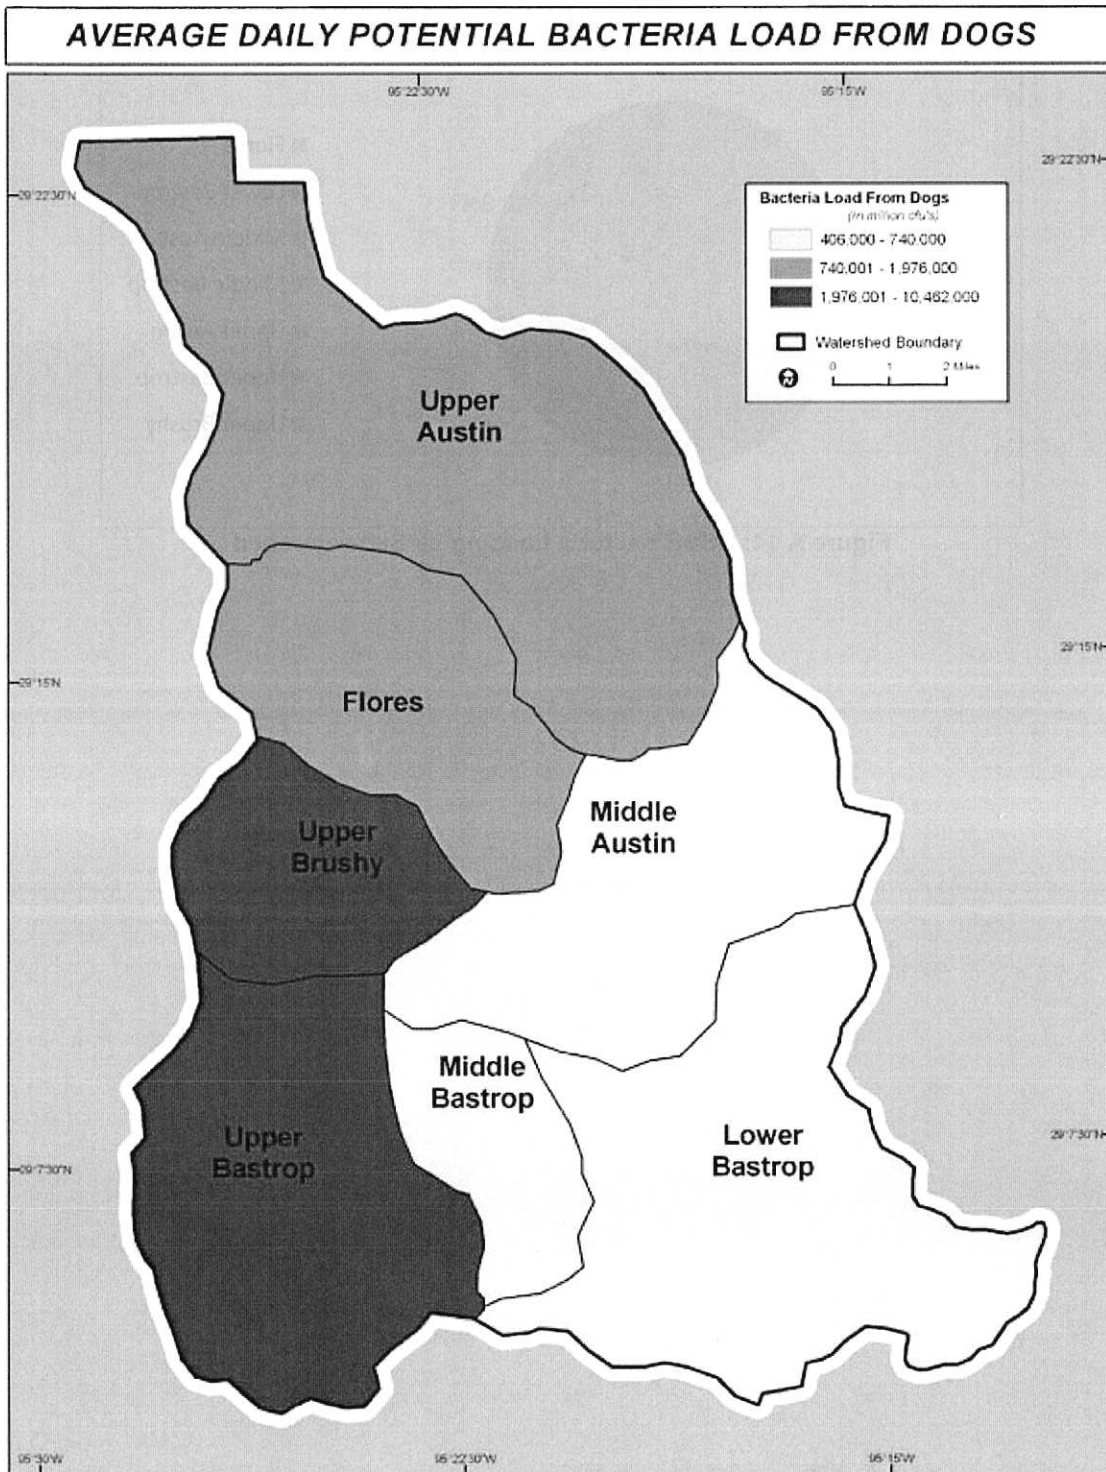 AVERAGE DAILY POTENTIAL BACTERIA LOAD FROM DOGS
95°22'30"W
95°15'W
29°22'30"N
29°22'30"N
Bacteria Load From Dogs
(in million cfu's)
406,000 - 740,000
740,001 - 1,976,000
1,976,001 - 10,462,000
Watershed Boundary
N
0 1 2 Miles
Upper
Austin
29°15'N
29°15'N
Flores
Middle
Austin
Upper
Brushy
Middle
Bastrop
Upper
Bastrop
Lower
Bastrop
29°7'30"N
29°7'30"N
95°30'W
95°22'30"W
95°15'W